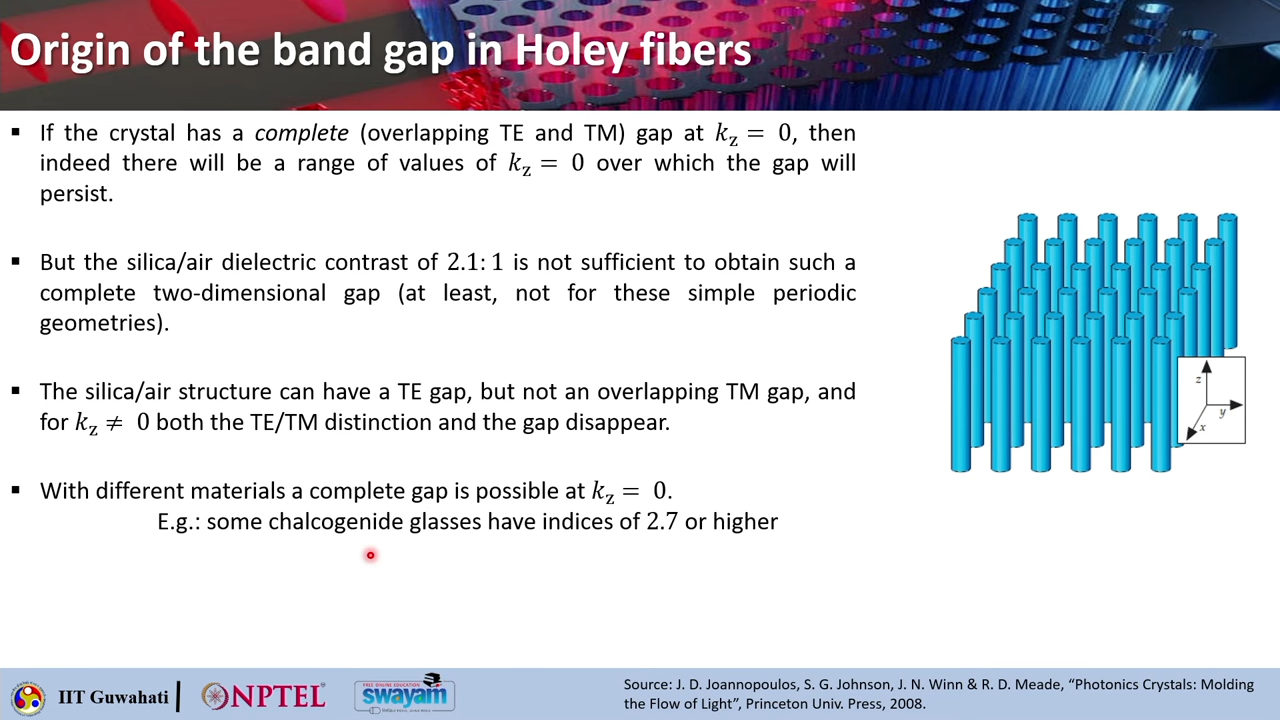 Origin of the band gap in Holey fibers
▪ If the crystal has a complete (overlapping TE and TM) gap at k_z = 0, then
indeed there will be a range of values of k_z = 0 over which the gap will
persist.
▪ But the silica/air dielectric contrast of 2.1: 1 is not sufficient to obtain such a
complete two-dimensional gap (at least, not for these simple periodic
geometries).
▪ The silica/air structure can have a TE gap, but not an overlapping TM gap, and
for k_z ≠ 0 both the TE/TM distinction and the gap disappear.
▪ With different materials a complete gap is possible at k_z = 0.
E.g.: some chalcogenide glasses have indices of 2.7 or higher
z
y
x
IIT Guwahati
NPTEL
FREE ONLINE EDUCATION
swayam
Source: J. D. Joannopoulos, S. G. Johnson, J. N. Winn & R. D. Meade, “Photonics Crystals: Molding
the Flow of Light”, Princeton Univ. Press, 2008.